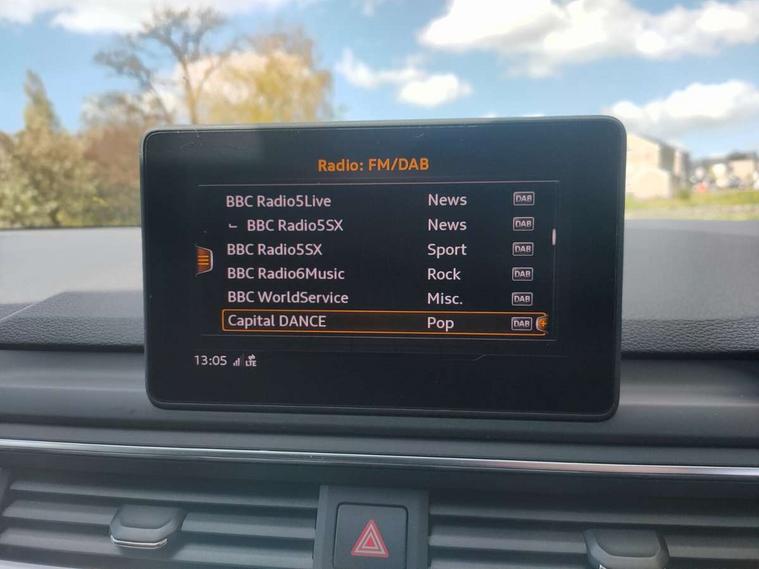 Radio: FM/DAB
BBC Radio5Live News DAB
BBC Radio5SX News DAB
BBC Radio5SX Sport DAB
BBC Radio6Music Rock DAB
BBC WorldService Misc. DAB
Capital DANCE Pop DAB
13:05 LTE